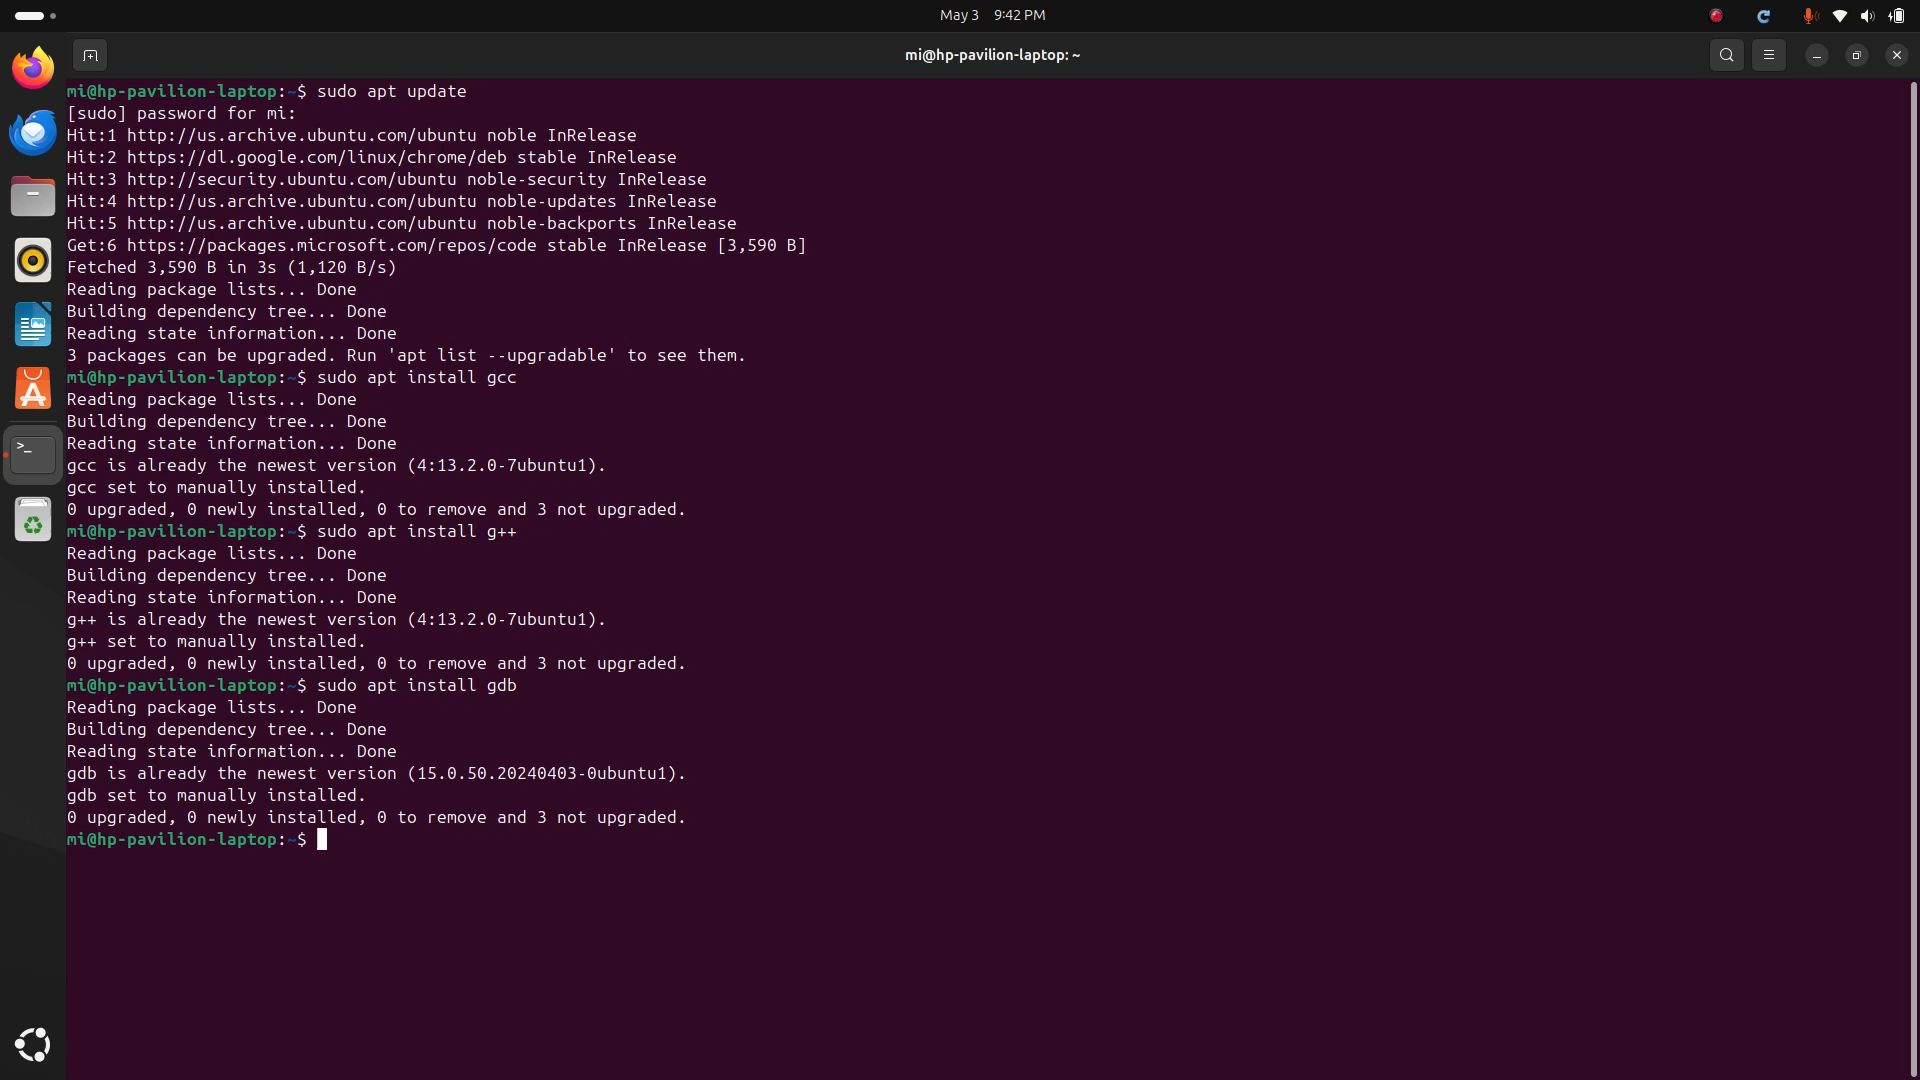 May 3 9:42 PM
mi@hp-pavilion-laptop: ~
mi@hp-pavilion-laptop:~$ sudo apt update
[sudo] password for mi:
Hit:1 http://us.archive.ubuntu.com/ubuntu noble InRelease
Hit:2 https://dl.google.com/linux/chrome/deb stable InRelease
Hit:3 http://security.ubuntu.com/ubuntu noble-security InRelease
Hit:4 http://us.archive.ubuntu.com/ubuntu noble-updates InRelease
Hit:5 http://us.archive.ubuntu.com/ubuntu noble-backports InRelease
Get:6 https://packages.microsoft.com/repos/code stable InRelease [3,590 B]
Fetched 3,590 B in 3s (1,120 B/s)
Reading package lists... Done
Building dependency tree... Done
Reading state information... Done
3 packages can be upgraded. Run 'apt list --upgradable' to see them.
mi@hp-pavilion-laptop:~$ sudo apt install gcc
Reading package lists... Done
Building dependency tree... Done
Reading state information... Done
gcc is already the newest version (4:13.2.0-7ubuntu1).
gcc set to manually installed.
0 upgraded, 0 newly installed, 0 to remove and 3 not upgraded.
mi@hp-pavilion-laptop:~$ sudo apt install g++
Reading package lists... Done
Building dependency tree... Done
Reading state information... Done
g++ is already the newest version (4:13.2.0-7ubuntu1).
g++ set to manually installed.
0 upgraded, 0 newly installed, 0 to remove and 3 not upgraded.
mi@hp-pavilion-laptop:~$ sudo apt install gdb
Reading package lists... Done
Building dependency tree... Done
Reading state information... Done
gdb is already the newest version (15.0.50.20240403-0ubuntu1).
gdb set to manually installed.
0 upgraded, 0 newly installed, 0 to remove and 3 not upgraded.
mi@hp-pavilion-laptop:~$